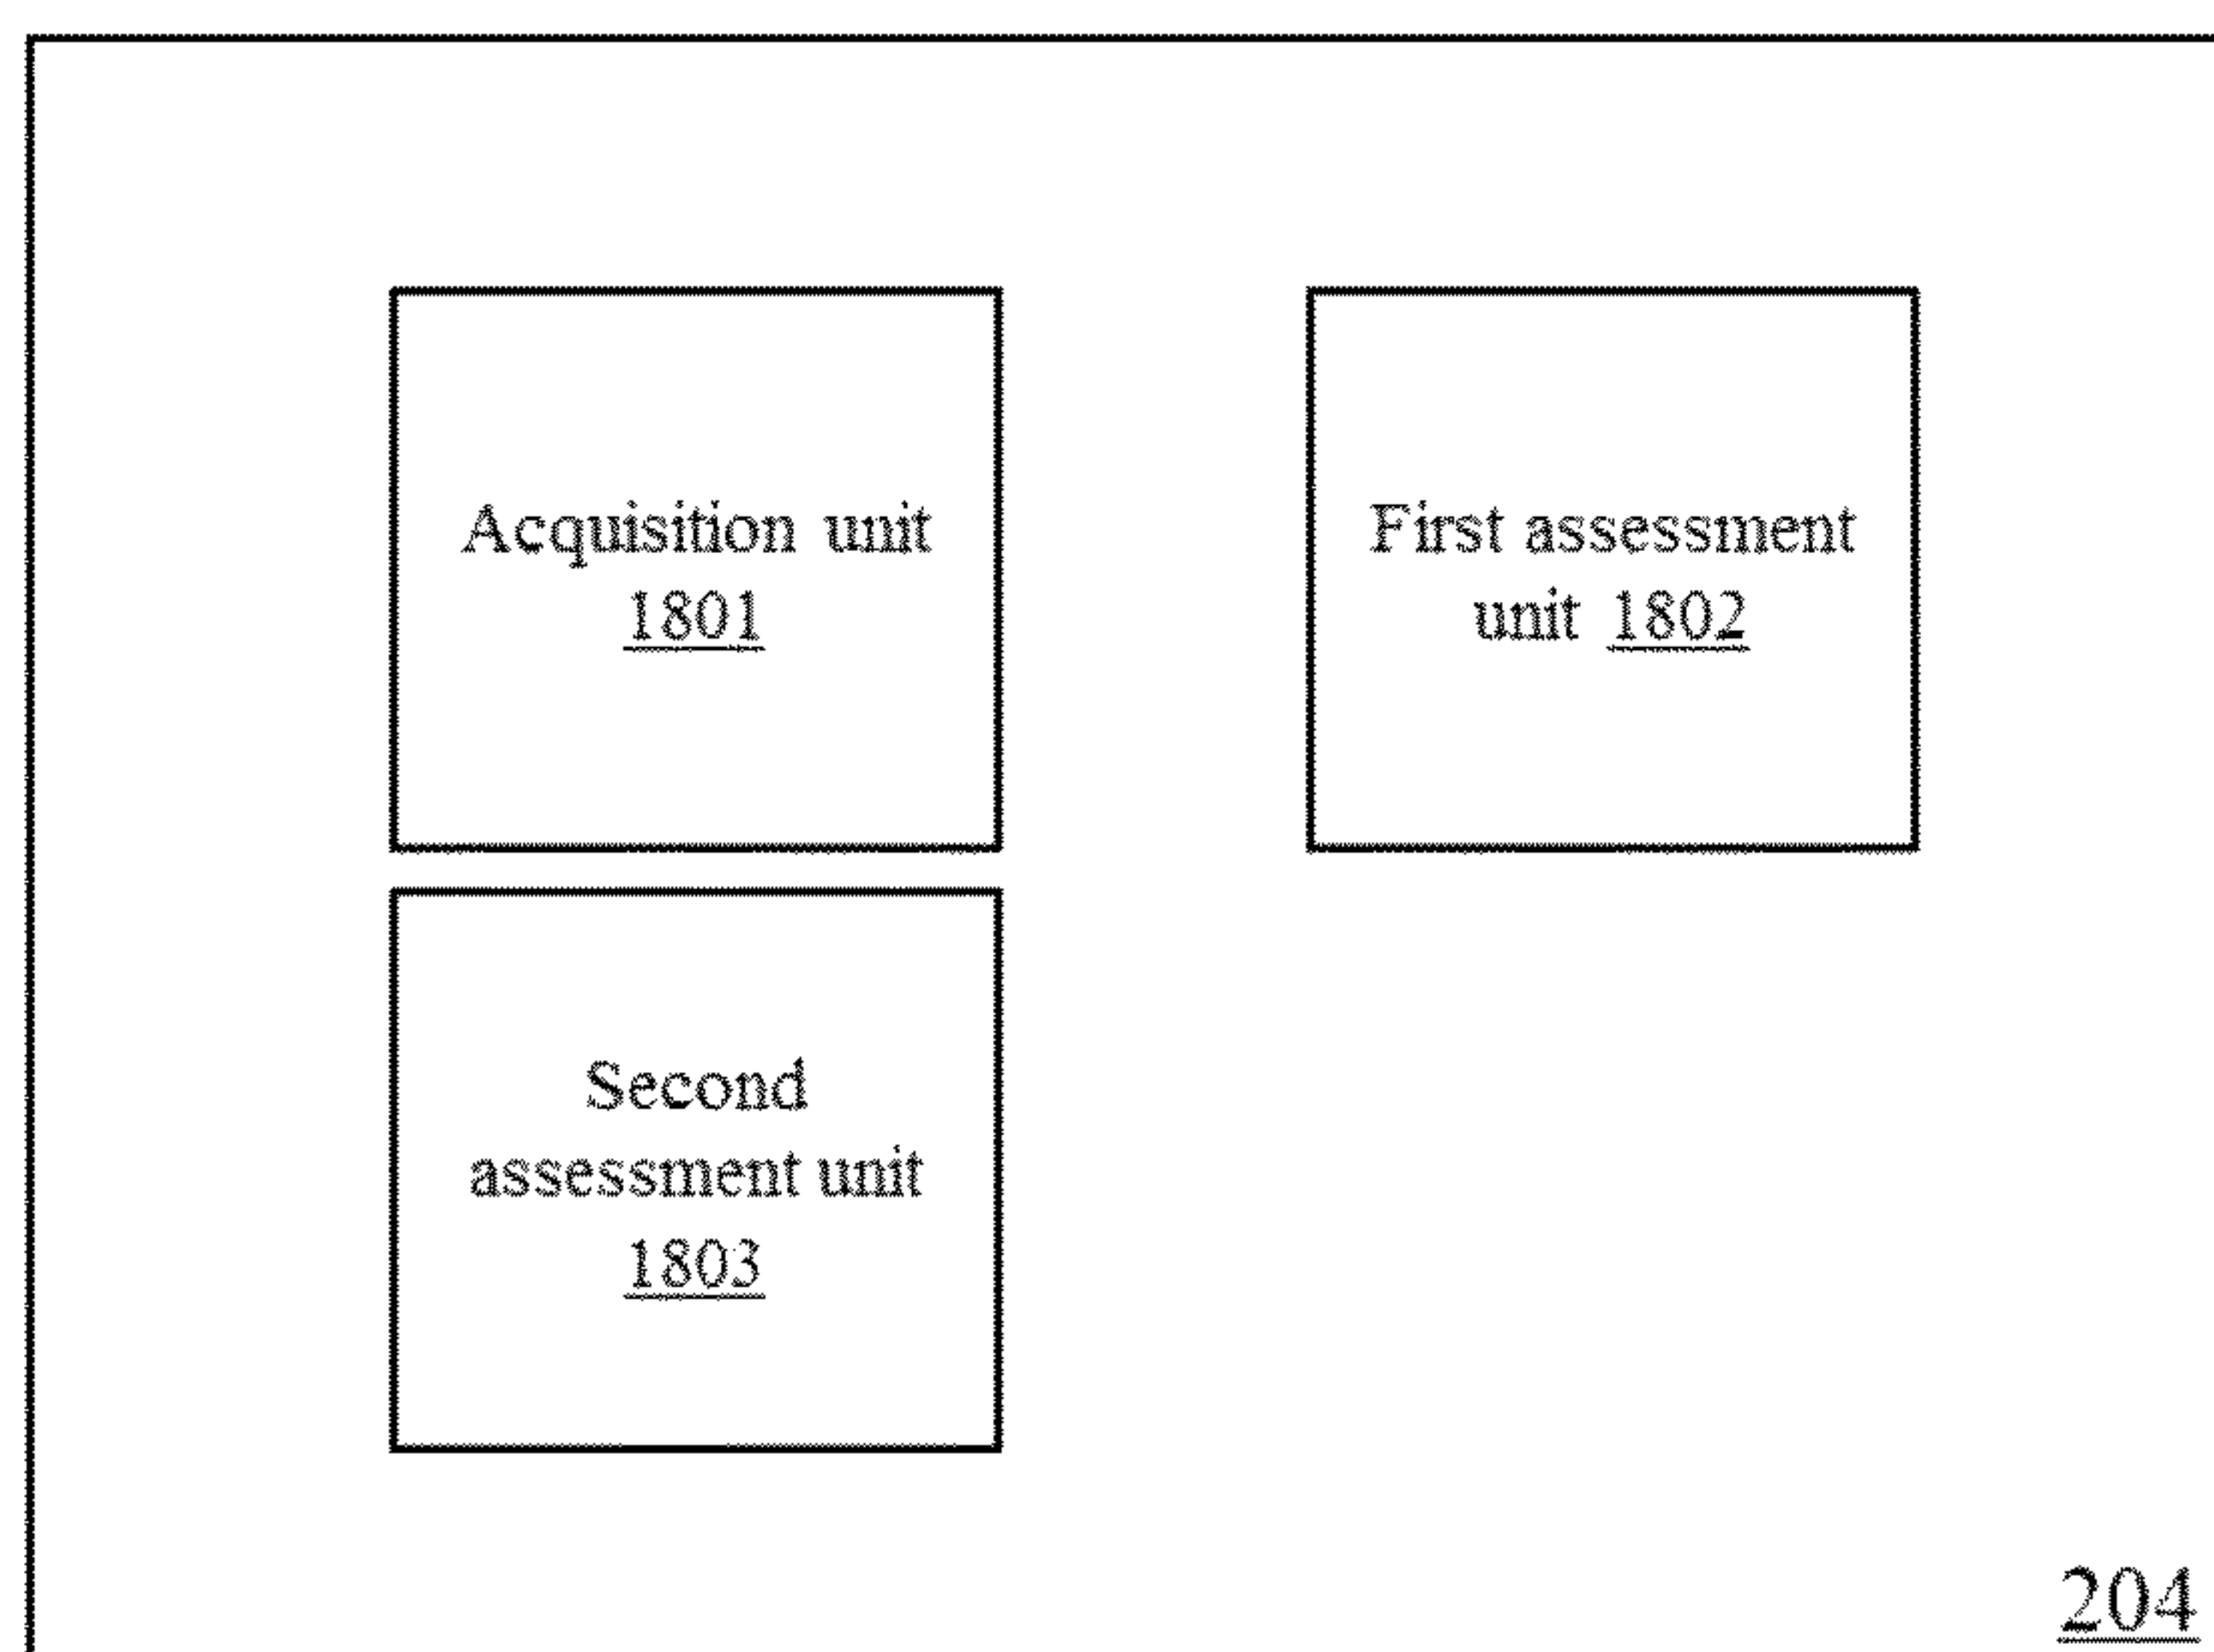 Acquisition unit
1801
First assessment
unit 1802
Second
assessment unit
1803
204